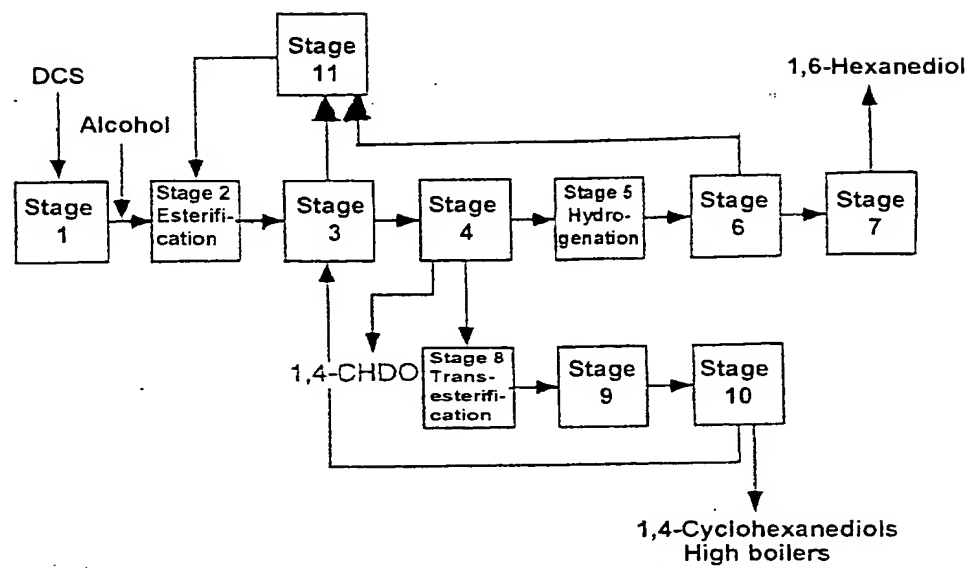 Stage
11
DCS
1,6-Hexanediol
Alcohol
Stage
1
Stage 2
Esterifi-
cation
Stage
3
Stage
4
Stage 5
Hydro-
genation
Stage
6
Stage
7
1,4-CHDO
Stage 8
Trans-
esterifi-
cation
Stage
9
Stage
10
1,4-Cyclohexanediols
High boilers